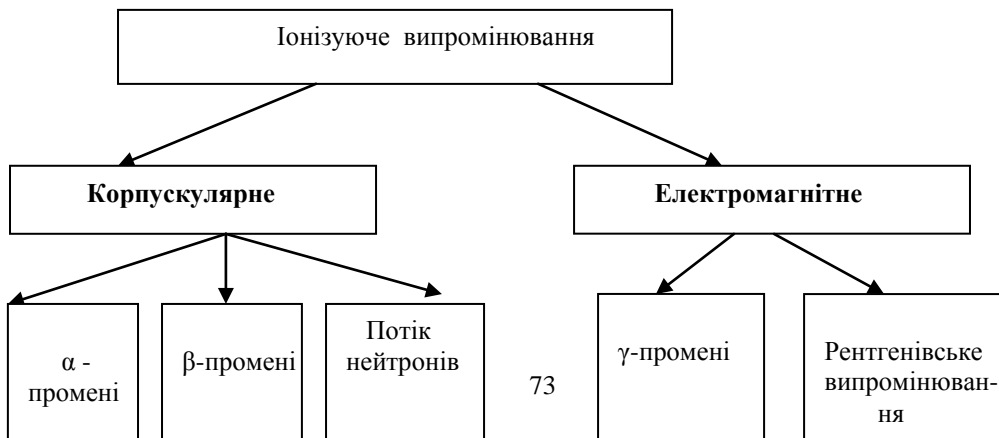 Іонізуюче випромінювання
Корпускулярне
Електромагнітне
α -
промені
β-промені
Потік
нейтронів
73
γ-промені
Рентгенівське
випромінюван-
ня